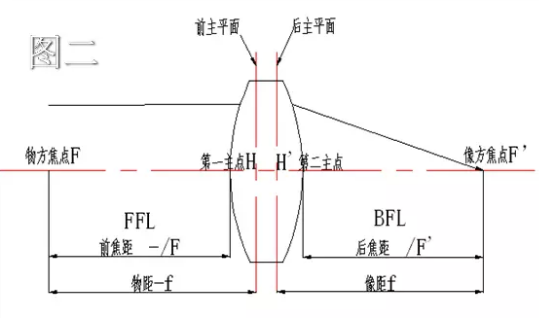 前主平面 后主平面
图二
物方焦点F 第一主点H H' 第二主点 像方焦点F'
FFL BFL
前焦距 -/F 后焦距 /F'
物距-f 像距f